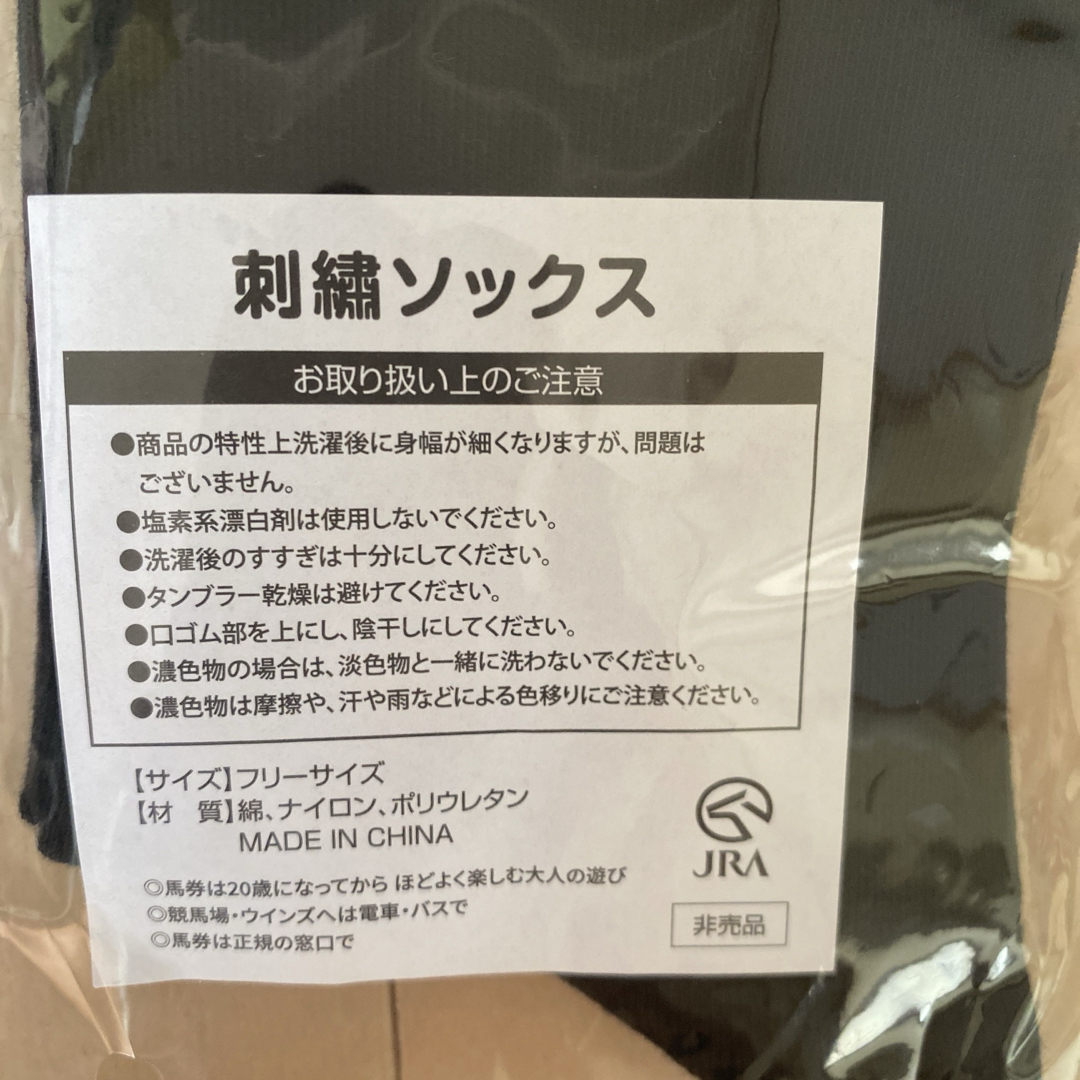 刺繍ソックス
お取り扱い上のご注意
●商品の特性上洗濯後に身幅が細くなりますが、問題は
ございません。
●塩素系漂白剤は使用しないでください。
●洗濯後のすすぎは十分にしてください。
●タンブラー乾燥は避けてください。
●口ゴム部を上にし、陰干しにしてください。
●濃色物の場合は、淡色物と一緒に洗わないでください。
●濃色物は摩擦や、汗や雨などによる色移りにご注意ください。
【サイズ】フリーサイズ
【材　質】綿、ナイロン、ポリウレタン
MADE IN CHINA
◎馬券は20歳になってから ほどよく楽しむ大人の遊び
◎競馬場・ウインズへは電車・バスで
◎馬券は正規の窓口で
JRA
非売品